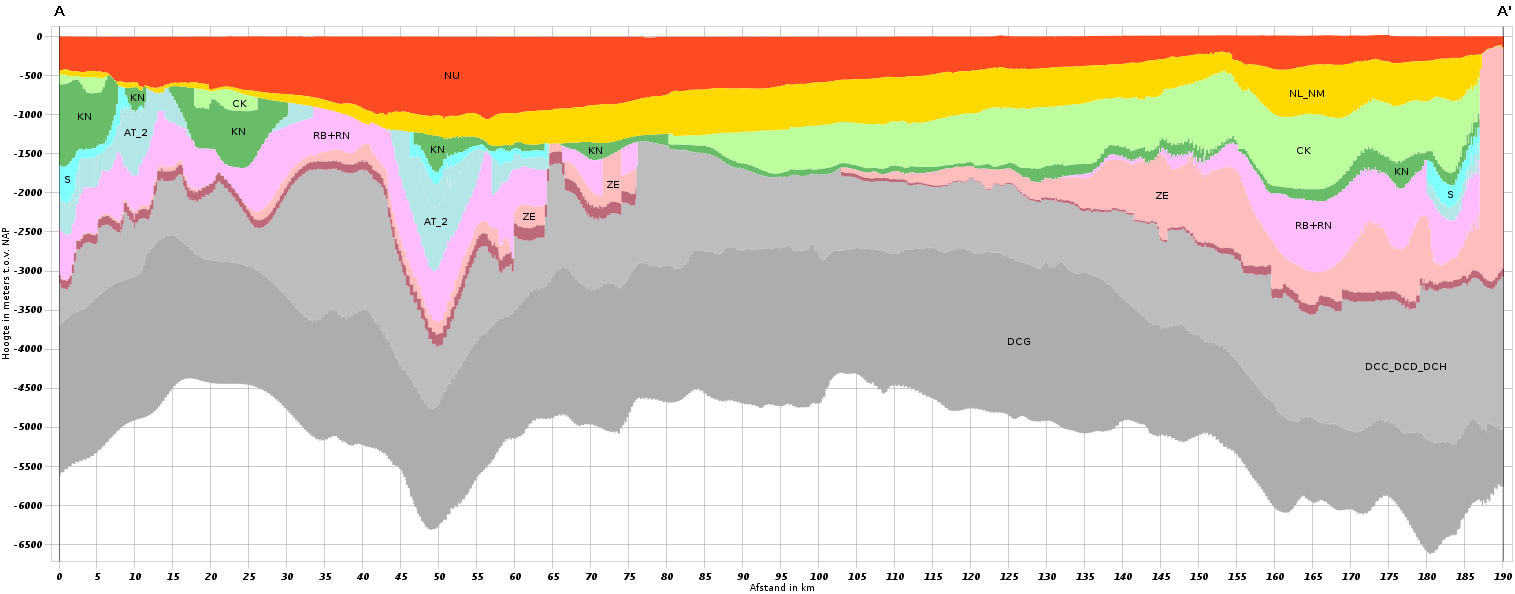 A A'
0
-500
-1000
-1500
-2000
-2500
-3000
-3500
-4000
-4500
-5000
-5500
-6000
-6500
Hoogte in meters t.o.v. NAP
NU
NL_NM
KN
CK
KN
KN
AT_2
RB+RN
S
KN
AT_2
KN
ZE
ZE
ZE
CK
KN
S
RB+RN
DCG
DCC_DCD_DCH
0 5 10 15 20 25 30 35 40 45 50 55 60 65 70 75 80 85 90 95 100 105 110 115 120 125 130 135 140 145 150 155 160 165 170 175 180 185 190
Afstand in km